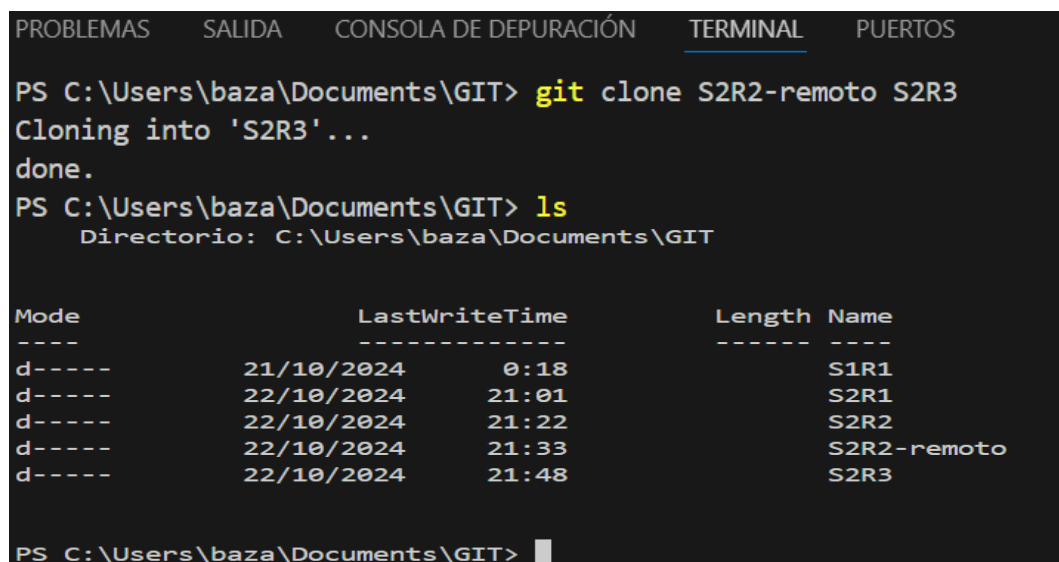 PROBLEMAS SALIDA CONSOLA DE DEPURACIÓN TERMINAL PUERTOS
PS C:\Users\baza\Documents\GIT> git clone S2R2-remoto S2R3
Cloning into 'S2R3'...
done.
PS C:\Users\baza\Documents\GIT> ls
Directorio: C:\Users\baza\Documents\GIT
Mode LastWriteTime Length Name
---- ------------- ------ ----
d----- 21/10/2024 0:18 S1R1
d----- 22/10/2024 21:01 S2R1
d----- 22/10/2024 21:22 S2R2
d----- 22/10/2024 21:33 S2R2-remoto
d----- 22/10/2024 21:48 S2R3
PS C:\Users\baza\Documents\GIT>